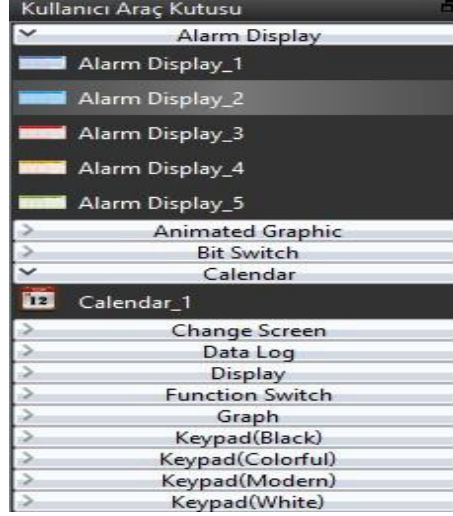 Kullanıcı Araç Kutusu
Alarm Display
Alarm Display_1
Alarm Display_2
Alarm Display_3
Alarm Display_4
Alarm Display_5
Animated Graphic
Bit Switch
Calendar
12 Calendar_1
Change Screen
Data Log
Display
Function Switch
Graph
Keypad(Black)
Keypad(Colorful)
Keypad(Modern)
Keypad(White)